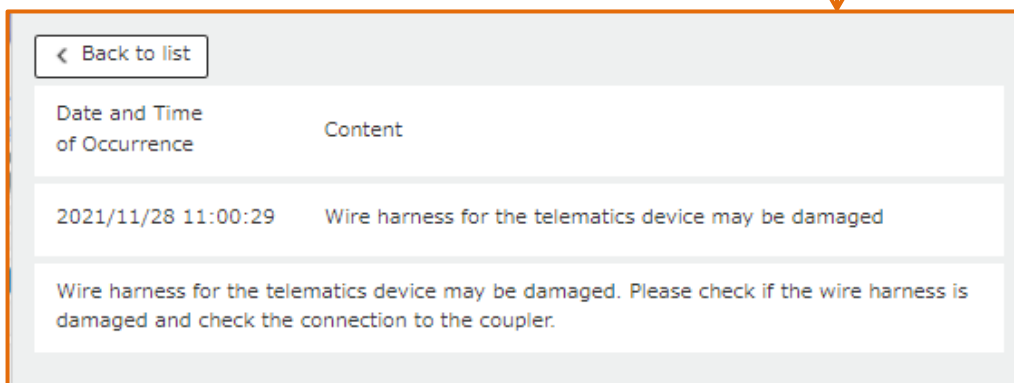 Back to list
Date and Time
of Occurrence
Content
2021/11/28 11:00:29 Wire harness for the telematics device may be damaged
Wire harness for the telematics device may be damaged. Please check if the wire harness is
damaged and check the connection to the coupler.